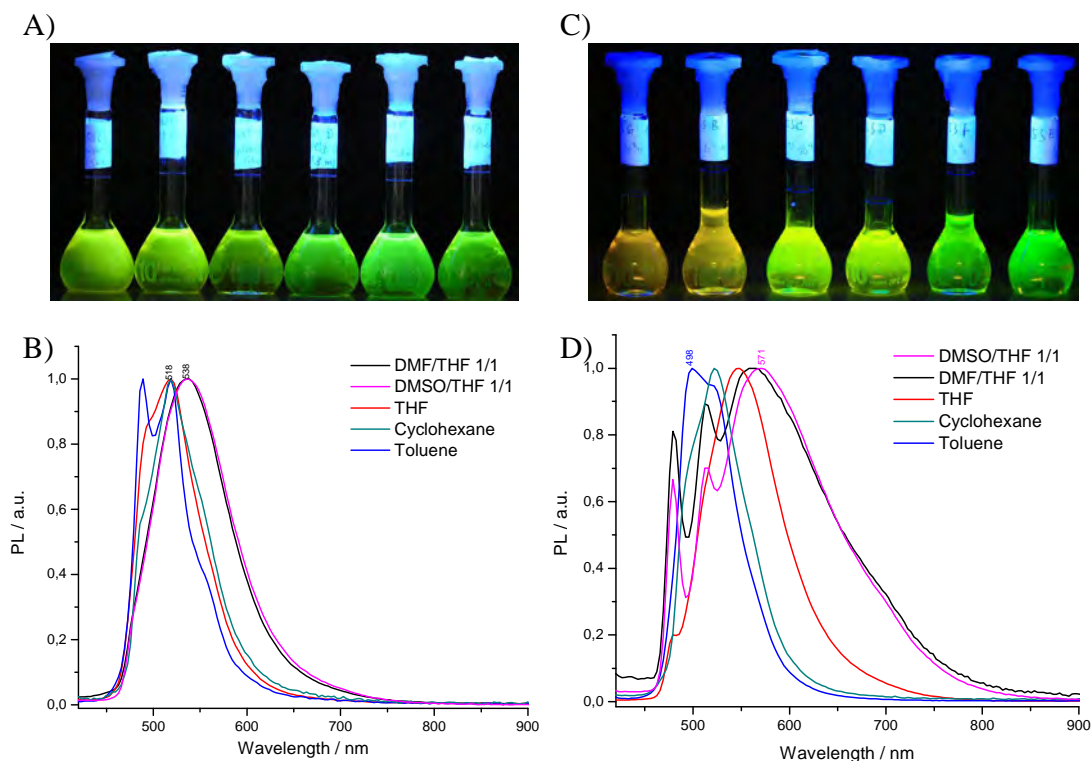 A)
C)
B)
518
538
DMF/THF 1/1
DMSO/THF 1/1
THF
Cyclohexane
Toluene
1,0
0,8
0,6
0,4
0,2
0,0
PL / a.u.
500 600 700 800 900
Wavelength / nm
D)
498
571
DMSO/THF 1/1
DMF/THF 1/1
THF
Cyclohexane
Toluene
1,0
0,8
0,6
0,4
0,2
0,0
PL / a.u.
500 600 700 800 900
Wavelength / nm